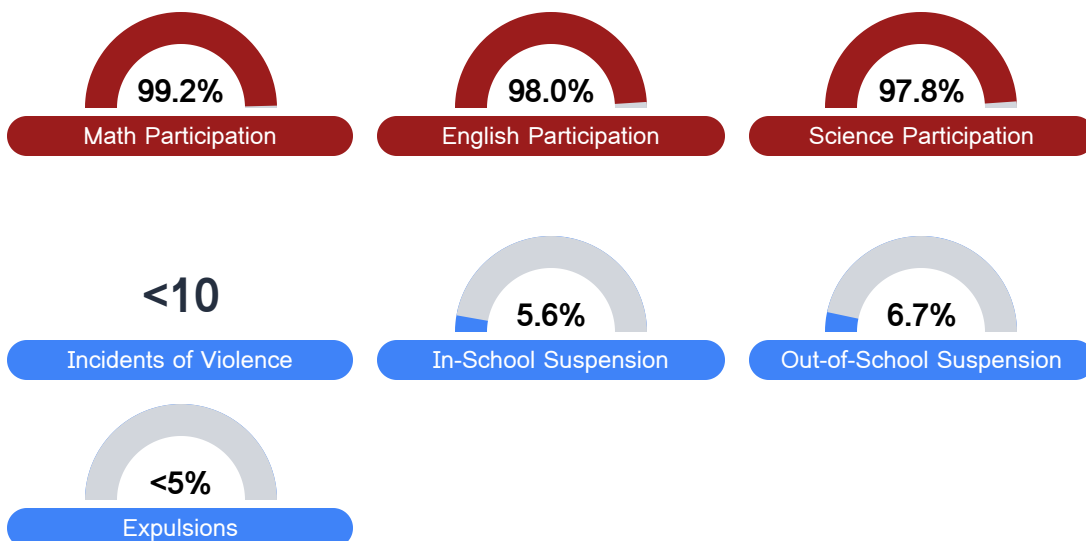 99.2%
Math Participation
98.0%
English Participation
97.8%
Science Participation
<10
Incidents of Violence
5.6%
In-School Suspension
6.7%
Out-of-School Suspension
<5%
Expulsions